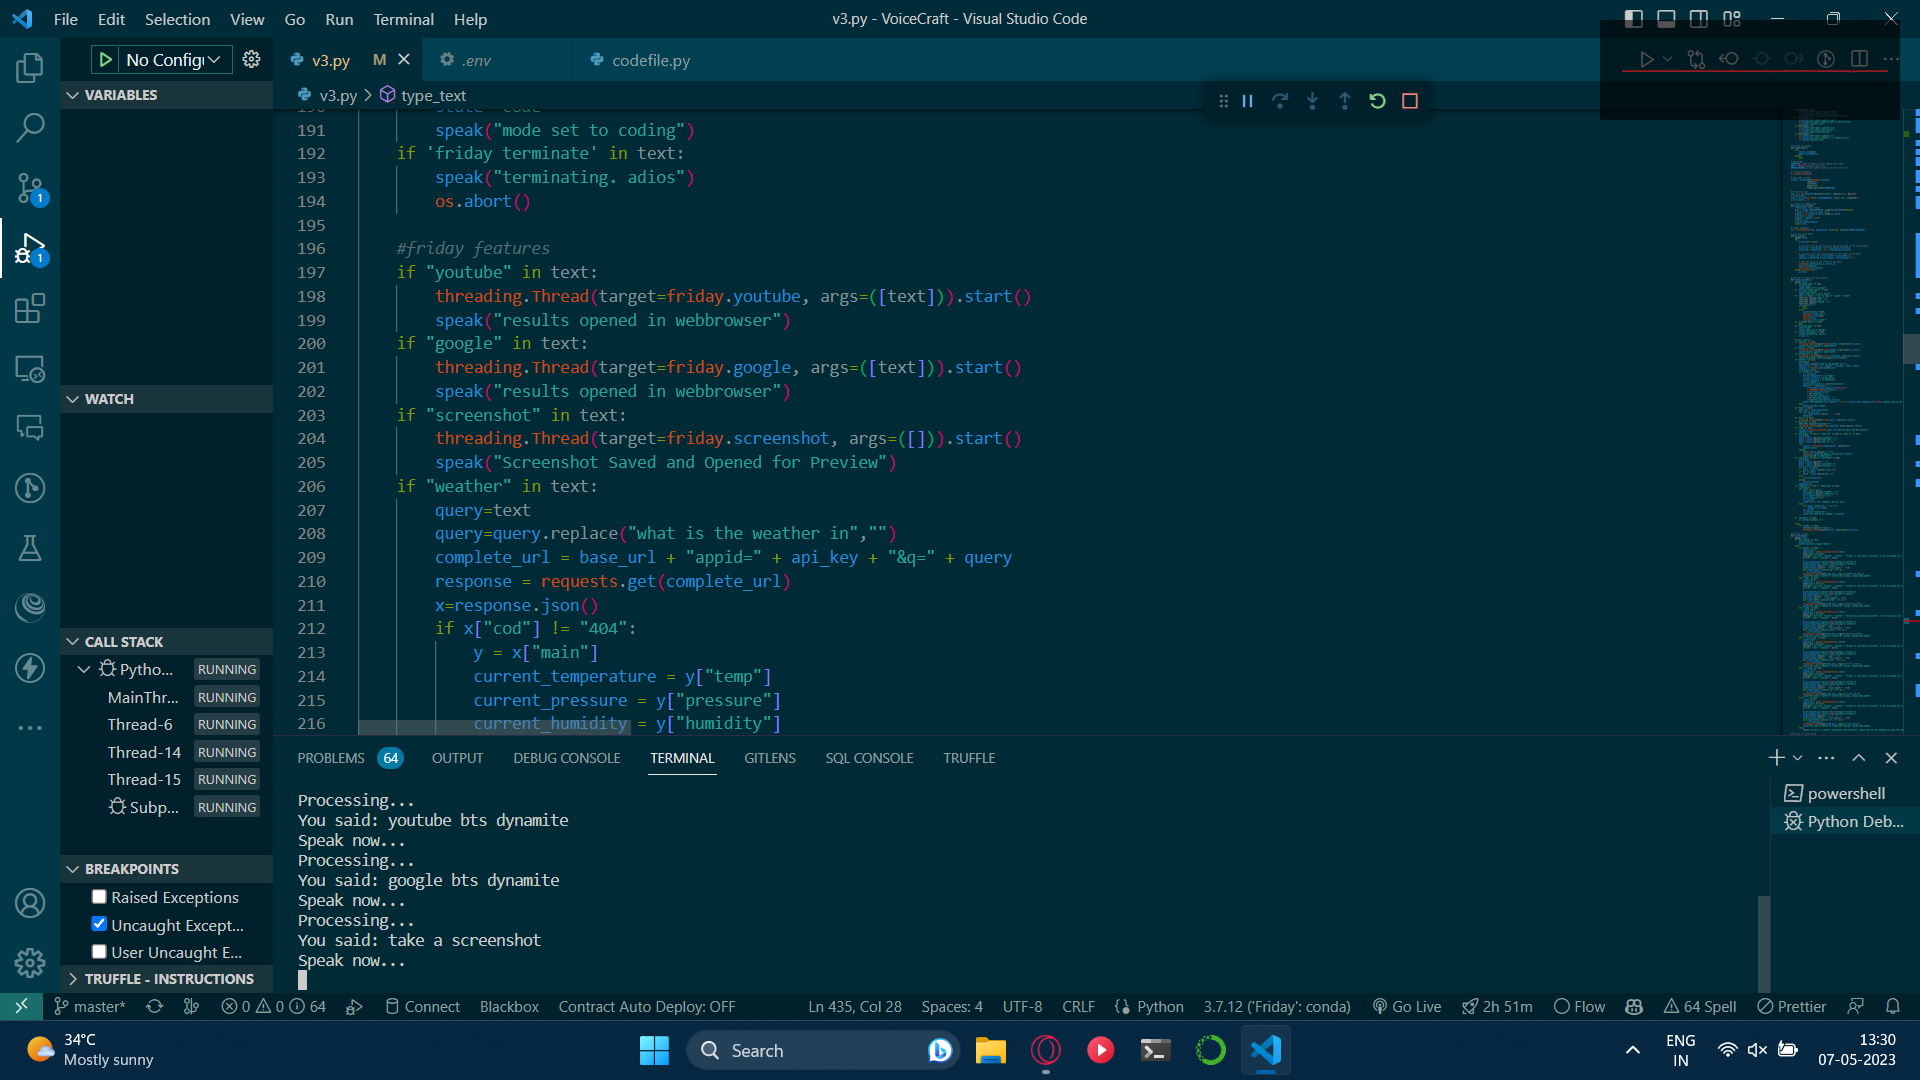 File Edit Selection View Go Run Terminal Help
v3.py - VoiceCraft - Visual Studio Code
No Config
v3.py M
.env
codefile.py
VARIABLES
v3.py > type_text
191 speak("mode set to coding")
192 if 'friday terminate' in text:
193 speak("terminating. adios")
194 os.abort()
195
196 #friday features
197 if "youtube" in text:
198 threading.Thread(target=friday.youtube, args=([text])).start()
199 speak("results opened in webbrowser")
200 if "google" in text:
201 threading.Thread(target=friday.google, args=([text])).start()
202 speak("results opened in webbrowser")
203 if "screenshot" in text:
204 threading.Thread(target=friday.screenshot, args=([])).start()
205 speak("Screenshot Saved and Opened for Preview")
206 if "weather" in text:
207 query=text
208 query=query.replace("what is the weather in","")
209 complete_url = base_url + "appid=" + api_key + "&q=" + query
210 response = requests.get(complete_url)
211 x=response.json()
212 if x["cod"] != "404":
213 y = x["main"]
214 current_temperature = y["temp"]
215 current_pressure = y["pressure"]
216 current_humidity = y["humidity"]
WATCH
CALL STACK
Pytho... RUNNING
MainThr... RUNNING
Thread-6 RUNNING
Thread-14 RUNNING
Thread-15 RUNNING
Subp... RUNNING
BREAKPOINTS
Raised Exceptions
Uncaught Except...
User Uncaught E...
TRUFFLE - INSTRUCTIONS
1
1
PROBLEMS 64 OUTPUT DEBUG CONSOLE TERMINAL GITLENS SQL CONSOLE TRUFFLE
Processing...
You said: youtube bts dynamite
Speak now...
Processing...
You said: google bts dynamite
Speak now...
Processing...
You said: take a screenshot
Speak now...
powershell
Python Deb...
master* 0 0 64 Connect Blackbox Contract Auto Deploy: OFF Ln 435, Col 28 Spaces: 4 UTF-8 CRLF Python 3.7.12 ('Friday': conda) Go Live 2h 51m Flow 64 Spell Prettier
34°C
Mostly sunny
Search
ENG
IN
13:30
07-05-2023